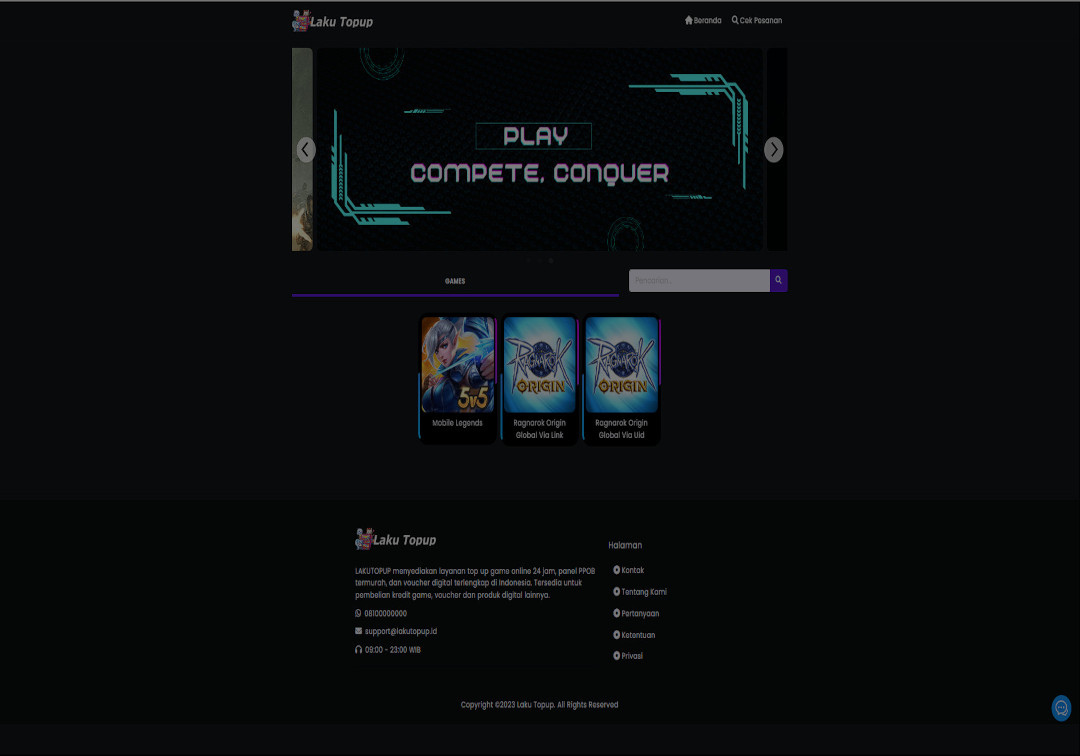 Laku Topup
Beranda
Cek Pesanan
PLAY
COMPETE, CONQUER
GAMES
Pencarian...
5v5
RAGNAROK
ORIGIN
RAGNAROK
ORIGIN
Mobile Legends
Ragnarok Origin
Global Via Link
Ragnarok Origin
Global Via Uid
Laku Topup
LAKUTOPUP menyediakan layanan top up game online 24 jam, panel PPOB
termurah, dan voucher digital terlengkap di Indonesia. Tersedia untuk
pembelian kredit game, voucher dan produk digital lainnya.
08100000000
support@lakutopup.id
09:00 - 23:00 WIB
Halaman
Kontak
Tentang Kami
Pertanyaan
Ketentuan
Privasi
Copyright ©2023 Laku Topup. All Rights Reserved